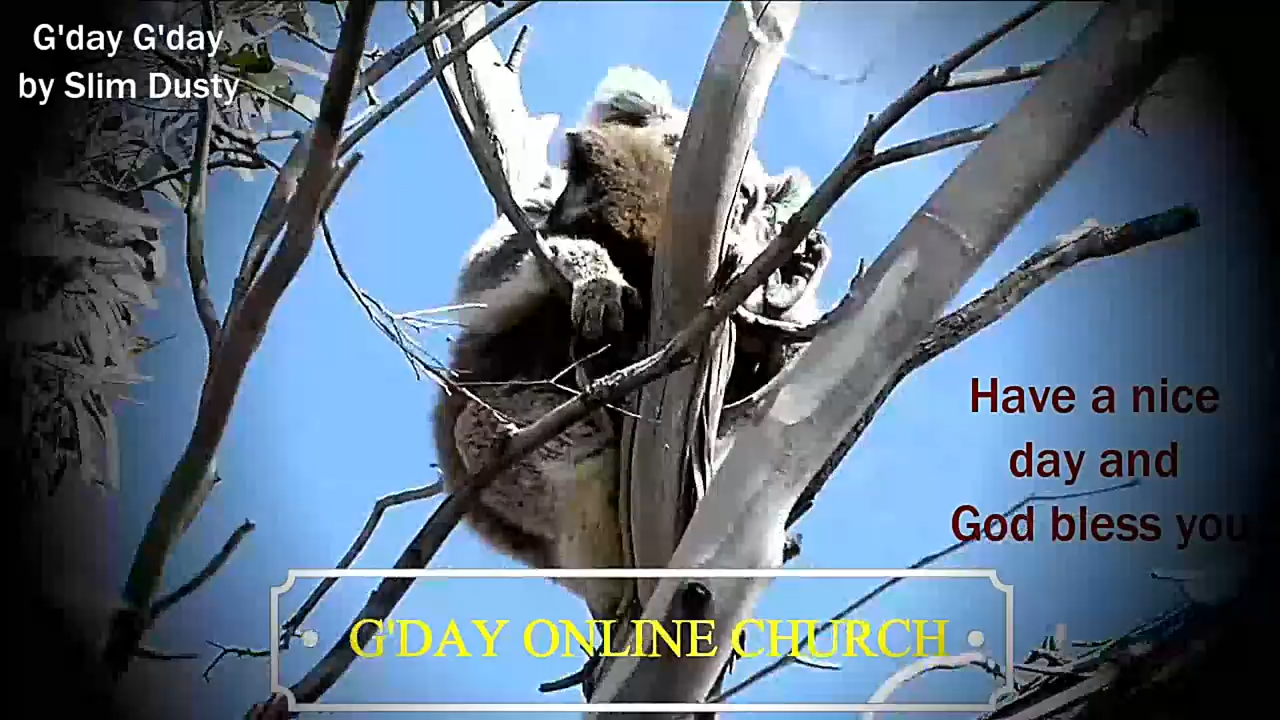 G'day G'day
by Slim Dusty
Have a nice
day and
God bless you
G'DAY ONLINE CHURCH